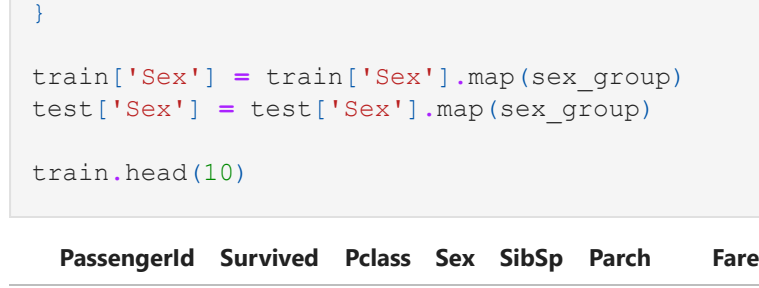 }
train['Sex'] = train['Sex'].map(sex_group)
test['Sex'] = test['Sex'].map(sex_group)
train.head(10)
PassengerId Survived Pclass Sex SibSp Parch Fare